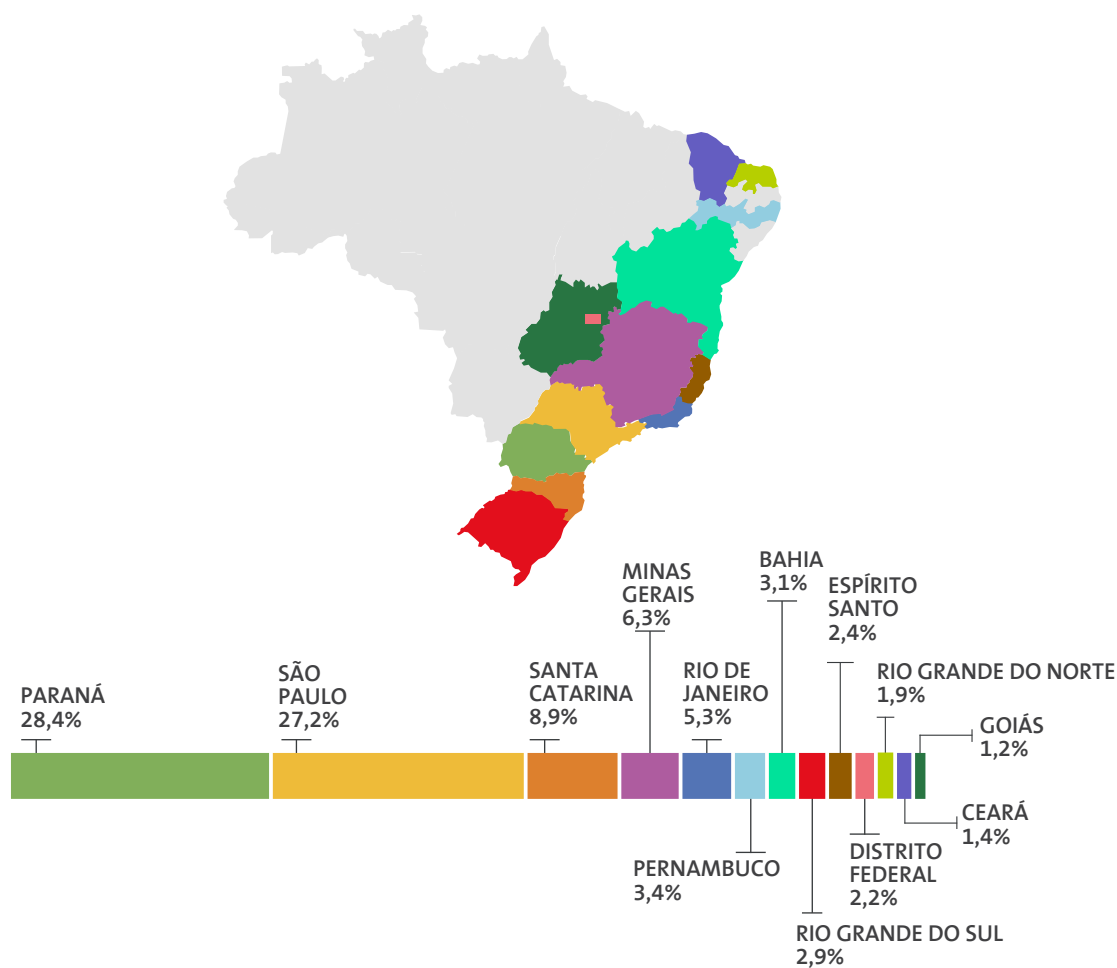 PARANÁ
28,4%
SÃO
PAULO
27,2%
SANTA
CATARINA
8,9%
MINAS
GERAIS
6,3%
RIO DE
JANEIRO
5,3%
PERNAMBUCO
3,4%
BAHIA
3,1%
RIO GRANDE DO SUL
2,9%
ESPÍRITO
SANTO
2,4%
DISTRITO
FEDERAL
2,2%
RIO GRANDE DO NORTE
1,9%
CEARÁ
1,4%
GOIÁS
1,2%